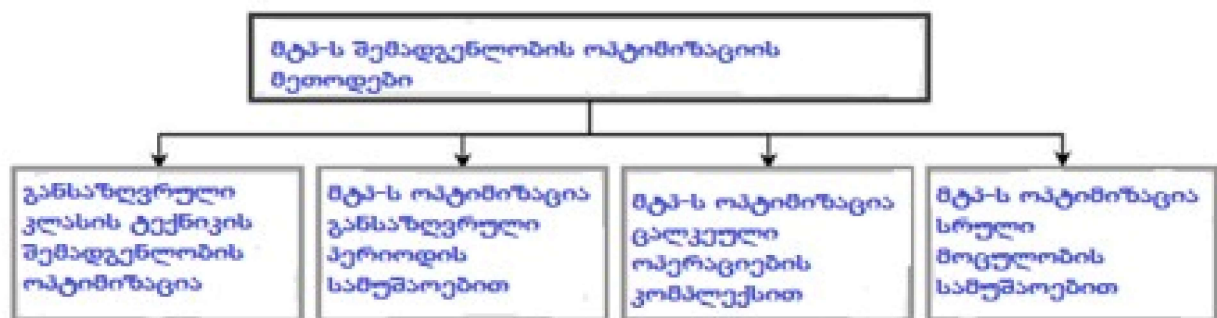 მტპ-ს შემადგენლობის ოპტიმიზაციის
მეთოდები
განსაზღვრული
კლასის ტექნიკის
შემადგენლობის
ოპტიმიზაცია
მტპ-ს ოპტიმიზაცია
განსაზღვრული
პერიოდის
სამუშაოებით
მტპ-ს ოპტიმიზაცია
ცალკეული
ოპერაციების
კომპლექსით
მტპ-ს ოპტიმიზაცია
სრული
მოცულობის
სამუშაოებით